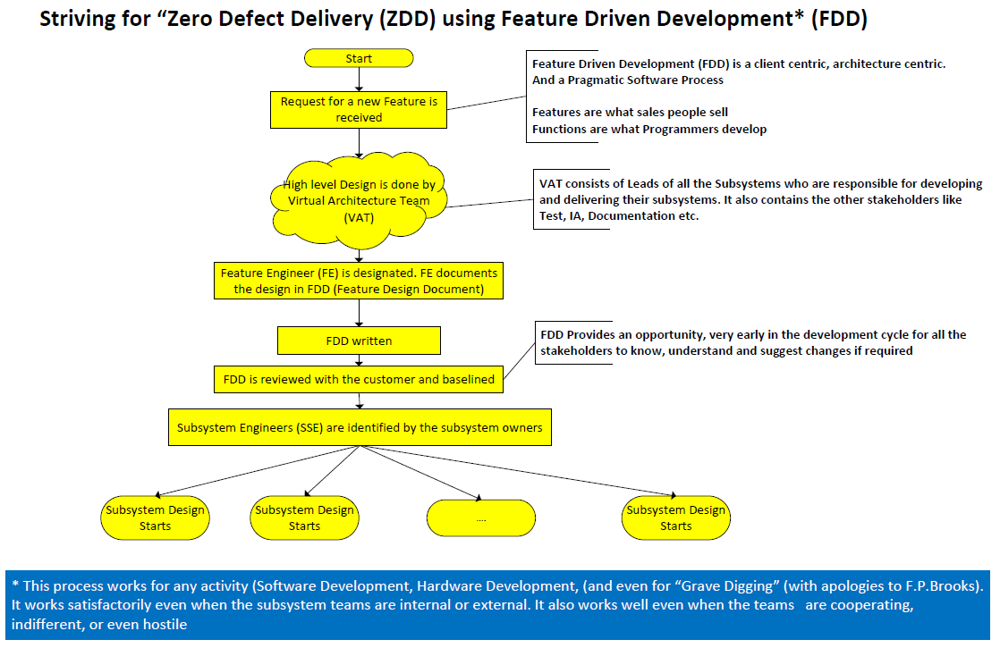 Striving for “Zero Defect Delivery (ZDD) using Feature Driven Development* (FDD)
Start
Request for a new Feature is
received
Feature Driven Development (FDD) is a client centric, architecture centric.
And a Pragmatic Software Process
Features are what sales people sell
Functions are what Programmers develop
High level Design is done by
Virtual Architecture Team
(VAT)
VAT consists of Leads of all the Subsystems who are responsible for developing
and delivering their subsystems. It also contains the other stakeholders like
Test, IA, Documentation etc.
Feature Engineer (FE) is designated. FE documents
the design in FDD (Feature Design Document)
FDD written
FDD Provides an opportunity, very early in the development cycle for all the
stakeholders to know, understand and suggest changes if required
FDD is reviewed with the customer and baselined
Subsystem Engineers (SSE) are identified by the subsystem owners
Subsystem Design
Starts
Subsystem Design
Starts
....
Subsystem Design
Starts
* This process works for any activity (Software Development, Hardware Development, (and even for “Grave Digging” (with apologies to F.P.Brooks).
It works satisfactorily even when the subsystem teams are internal or external. It also works well even when the teams are cooperating,
indifferent, or even hostile